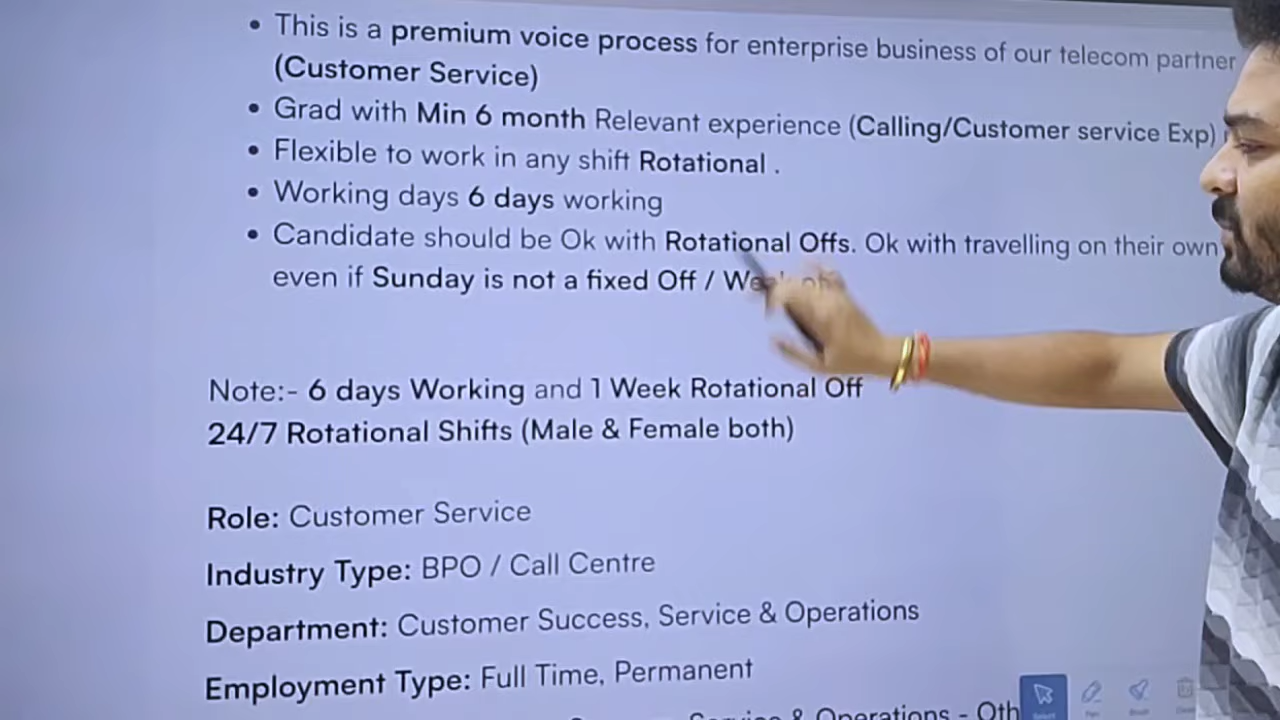 • This is a premium voice process for enterprise business of our telecom partner
(Customer Service)
• Grad with Min 6 month Relevant experience (Calling/Customer service Exp)
• Flexible to work in any shift Rotational .
• Working days 6 days working
• Candidate should be Ok with Rotational Offs. Ok with travelling on their own
even if Sunday is not a fixed Off /
Note:- 6 days Working and 1 Week Rotational Off
24/7 Rotational Shifts (Male & Female both)
Role: Customer Service
Industry Type: BPO / Call Centre
Department: Customer Success, Service & Operations
Employment Type: Full Time, Permanent
Service & Operations - Oth